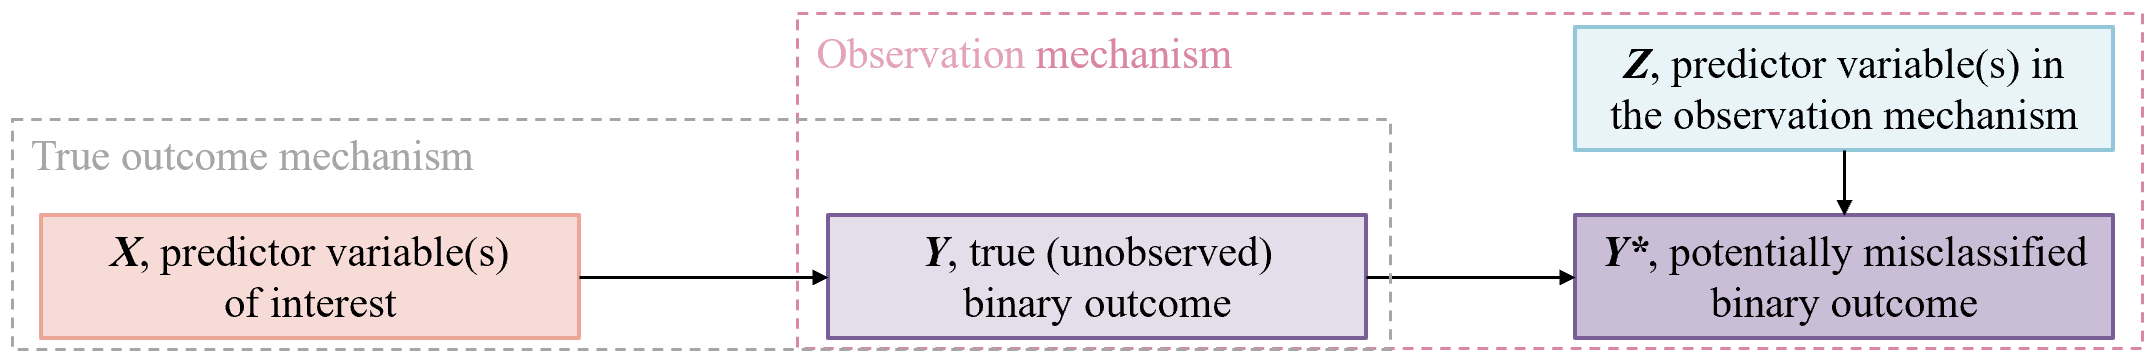 Observation mechanism
Z, predictor variable(s) in
the observation mechanism
True outcome mechanism
X, predictor variable(s)
of interest
Y, true (unobserved)
binary outcome
Y*, potentially misclassified
binary outcome